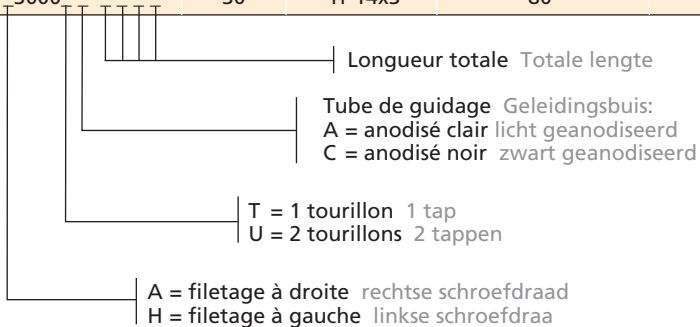 Longueur totale Totale lengte
Tube de guidage Geleidingsbuis:
A = anodisé clair licht geanodiseerd
C = anodisé noir zwart geanodiseerd
T = 1 tourillon 1 tap
U = 2 tourillons 2 tappen
A = filetage à droite rechtse schroefdraad
H = filetage à gauche linkse schroefdraa